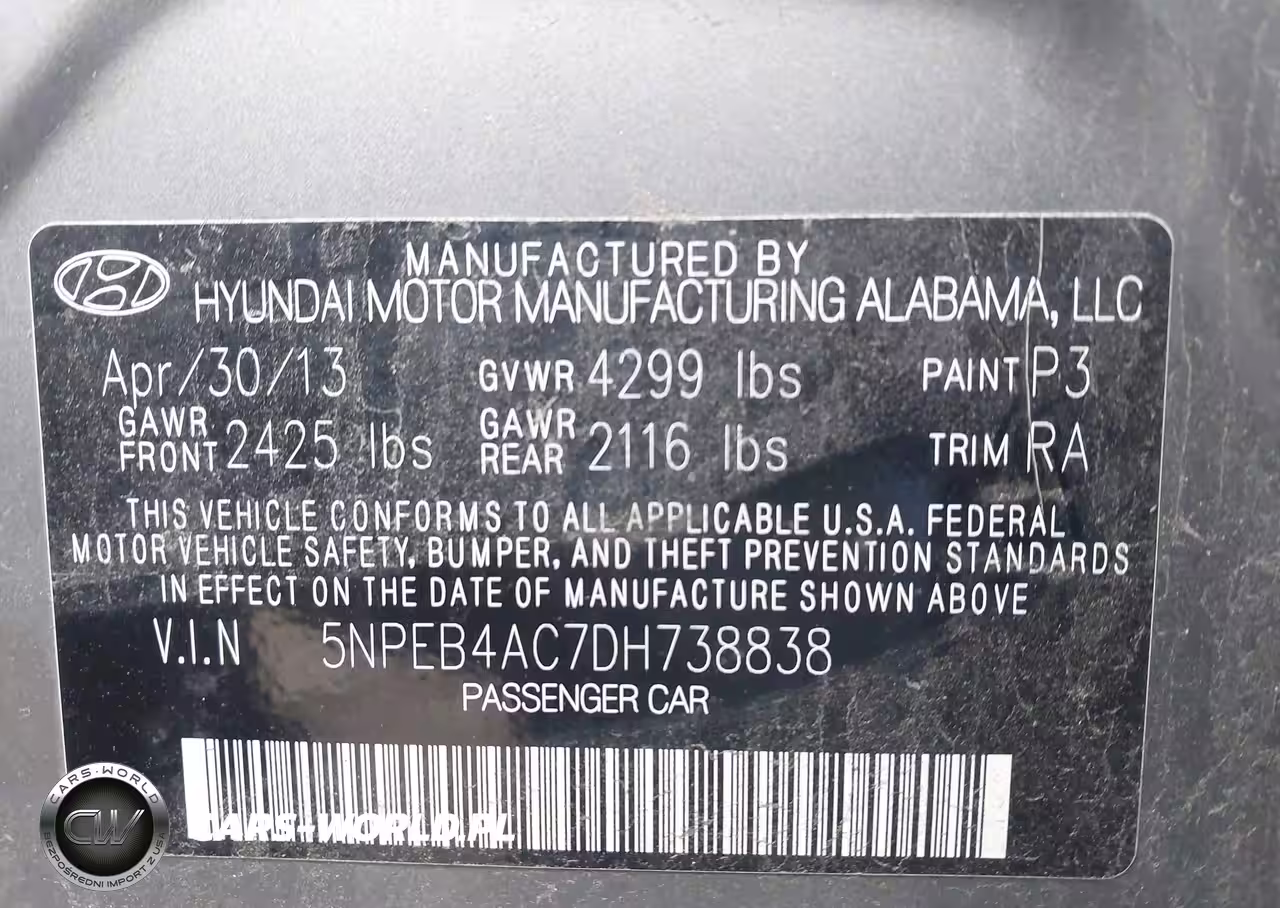 MANUFACTURED BY
HYUNDAI MOTOR MANUFACTURING ALABAMA, LLC
Apr/30/13 GVWR 4299 lbs PAINT P3
GAWR FRONT 2425 lbs GAWR REAR 2116 lbs TRIM RA
THIS VEHICLE CONFORMS TO ALL APPLICABLE U.S.A. FEDERAL
MOTOR VEHICLE SAFETY, BUMPER, AND THEFT PREVENTION STANDARDS
IN EFFECT ON THE DATE OF MANUFACTURE SHOWN ABOVE
V.I.N 5NPEB4AC7DH738838
PASSENGER CAR
CARS-WORLD.PL
CARS-WORLD
CW
BEZPOŚREDNI IMPORT Z USA